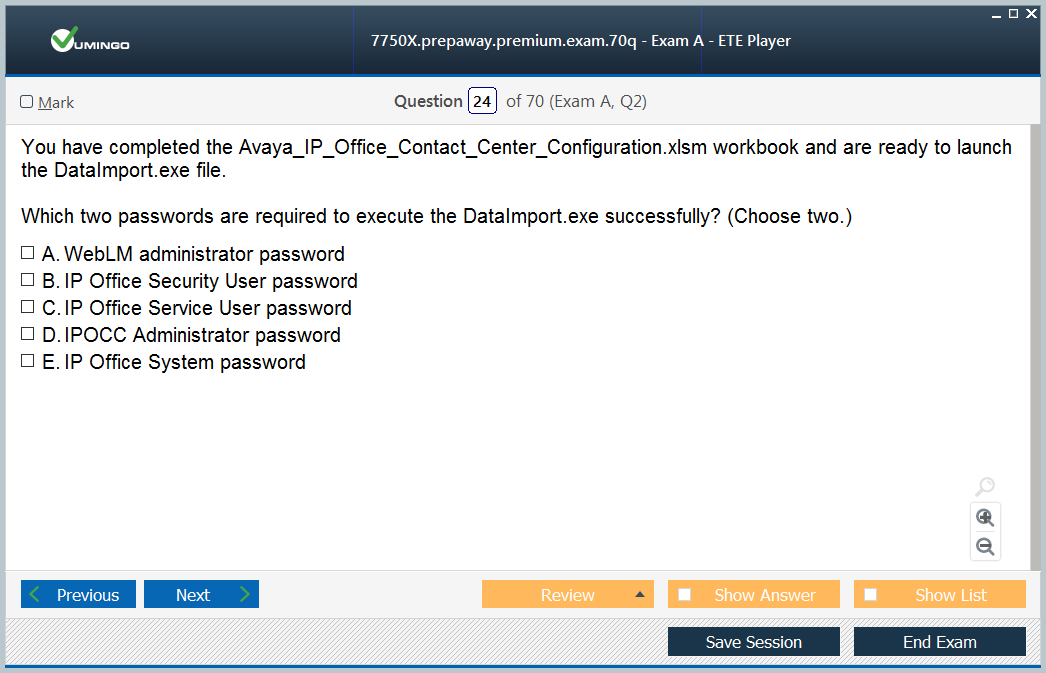 VUMINGO
7750X.prepaway.premium.exam.70q - Exam A - ETE Player
Mark
Question 24 of 70 (Exam A, Q2)
You have completed the Avaya_IP_Office_Contact_Center_Configuration.xlsm workbook and are ready to launch
the DataImport.exe file.
Which two passwords are required to execute the DataImport.exe successfully? (Choose two.)
A. WebLM administrator password
B. IP Office Security User password
C. IP Office Service User password
D. IPOCC Administrator password
E. IP Office System password
Previous
Next
Review
Show Answer
Show List
Save Session
End Exam